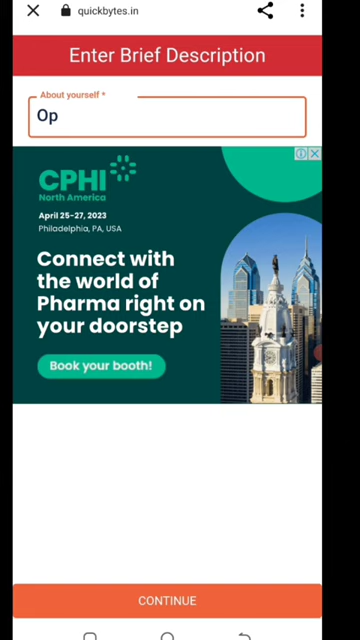 quickbytes.in
Enter Brief Description
About yourself *
Op
CPHI
North America
April 25-27, 2023
Philadelphia, PA, USA
Connect with
the world of
Pharma right on
your doorstep
Book your booth!
CONTINUE